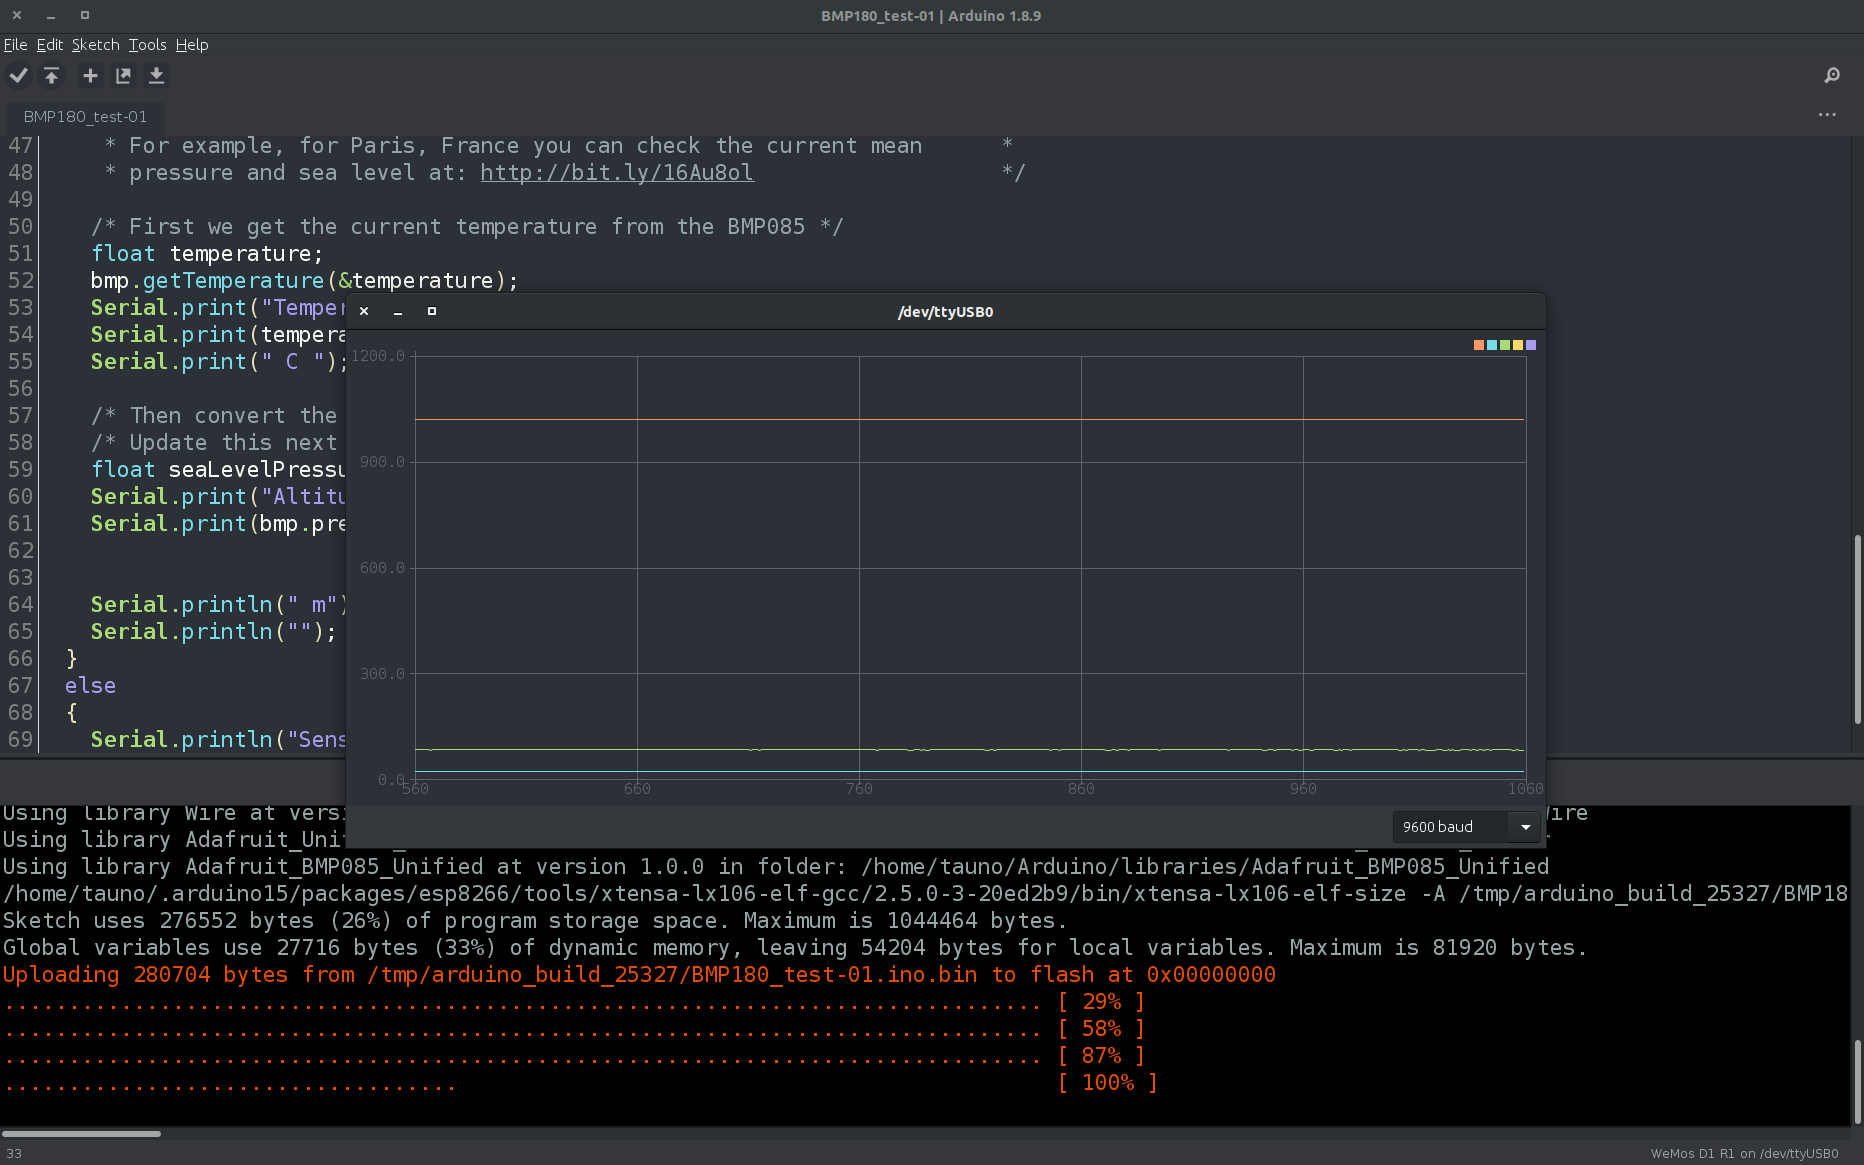 BMP180_test-01 | Arduino 1.8.9
File Edit Sketch Tools Help
BMP180_test-01
47 * For example, for Paris, France you can check the current mean *
48 * pressure and sea level at: http://bit.ly/16Au8ol */
49
50 /* First we get the current temperature from the BMP085 */
51 float temperature;
52 bmp.getTemperature(&temperature);
53 Serial.print("Temper
54 Serial.print(tempera
55 Serial.print(" C ");
56
57 /* Then convert the
58 /* Update this next
59 float seaLevelPressu
60 Serial.print("Altitu
61 Serial.print(bmp.pre
62
63
64 Serial.println(" m")
65 Serial.println("");
66 }
67 else
68 {
69 Serial.println("Sens
/dev/ttyUSB0
1200.0
900.0
600.0
300.0
0.0
560 660 760 860 960 1060
9600 baud
Using library Wire at versi Wire
Using library Adafruit_Uni
Using library Adafruit_BMP085_Unified at version 1.0.0 in folder: /home/tauno/Arduino/libraries/Adafruit_BMP085_Unified
/home/tauno/.arduino15/packages/esp8266/tools/xtensa-lx106-elf-gcc/2.5.0-3-20ed2b9/bin/xtensa-lx106-elf-size -A /tmp/arduino_build_25327/BMP18
Sketch uses 276552 bytes (26%) of program storage space. Maximum is 1044464 bytes.
Global variables use 27716 bytes (33%) of dynamic memory, leaving 54204 bytes for local variables. Maximum is 81920 bytes.
Uploading 280704 bytes from /tmp/arduino_build_25327/BMP180_test-01.ino.bin to flash at 0x00000000
................................................................................ [ 29% ]
................................................................................ [ 58% ]
................................................................................ [ 87% ]
................................... [ 100% ]
33
WeMos D1 R1 on /dev/ttyUSB0